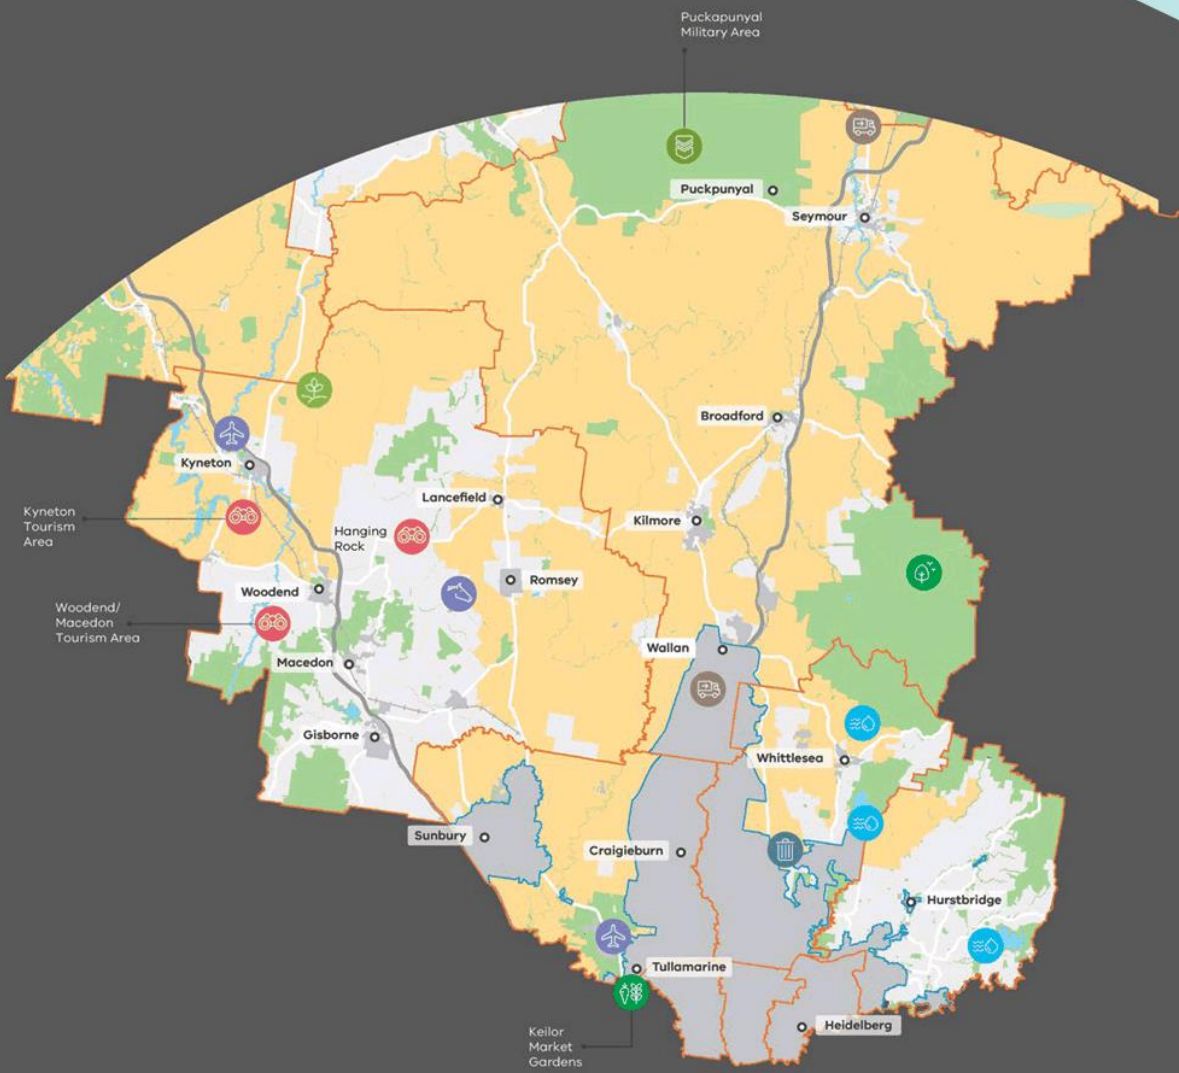 Puckapunyal
Military Area
Puckpunyal
Seymour
Broadford
Kyneton
Lancefield
Kyneton
Tourism
Area
Hanging
Rock
Kilmore
Romsey
Woodend
Woodend/
Macedon
Tourism Area
Wallan
Macedon
Gisborne
Whittlesea
Sunbury
Craigieburn
Hurstbridge
Tullamarine
Heidelberg
Keilor
Market
Gardens